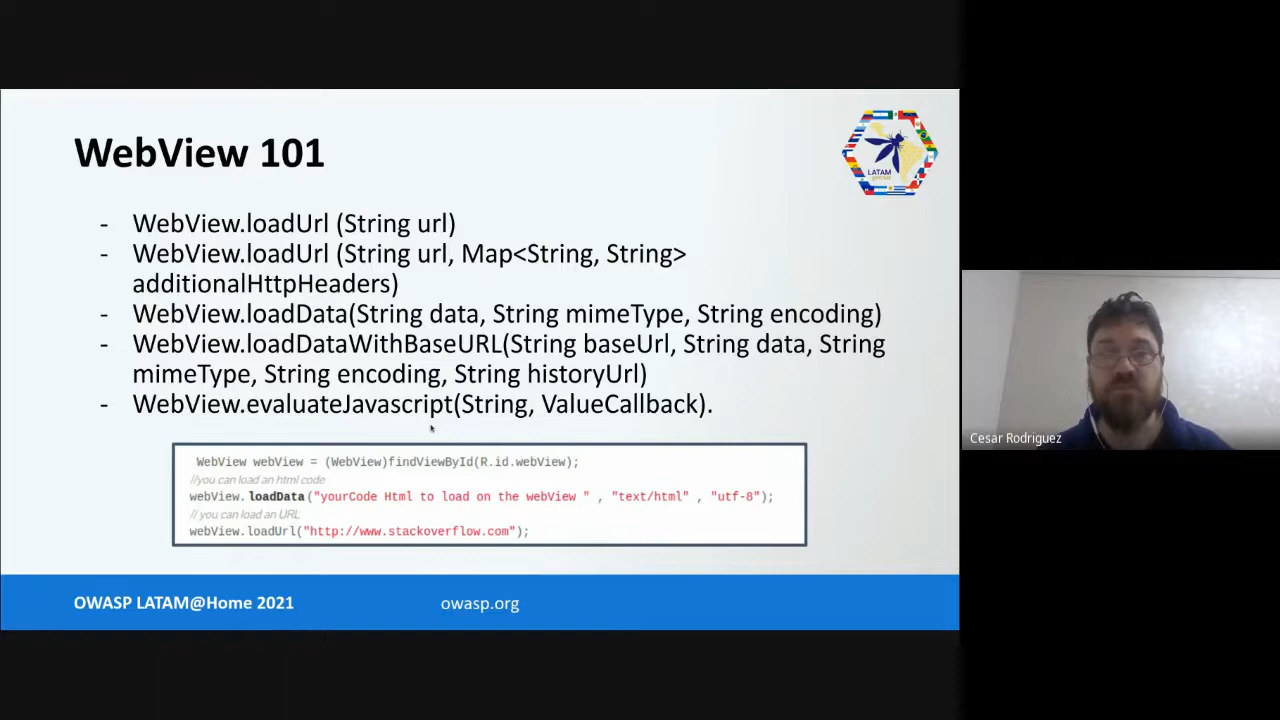 WebView 101
LATAM
@HOME
- WebView.loadUrl (String url)
- WebView.loadUrl (String url, Map<String, String>
additionalHttpHeaders)
- WebView.loadData(String data, String mimeType, String encoding)
- WebView.loadDataWithBaseURL(String baseUrl, String data, String
mimeType, String encoding, String historyUrl)
- WebView.evaluateJavascript(String, ValueCallback).
WebView webView = (WebView)findViewById(R.id.webView);
//you can load an html code
webView.loadData("yourCode Html to load on the webView " , "text/html" , "utf-8");
// you can load an URL
webView.loadUrl("http://www.stackoverflow.com");
OWASP LATAM@Home 2021
owasp.org
Cesar Rodriguez